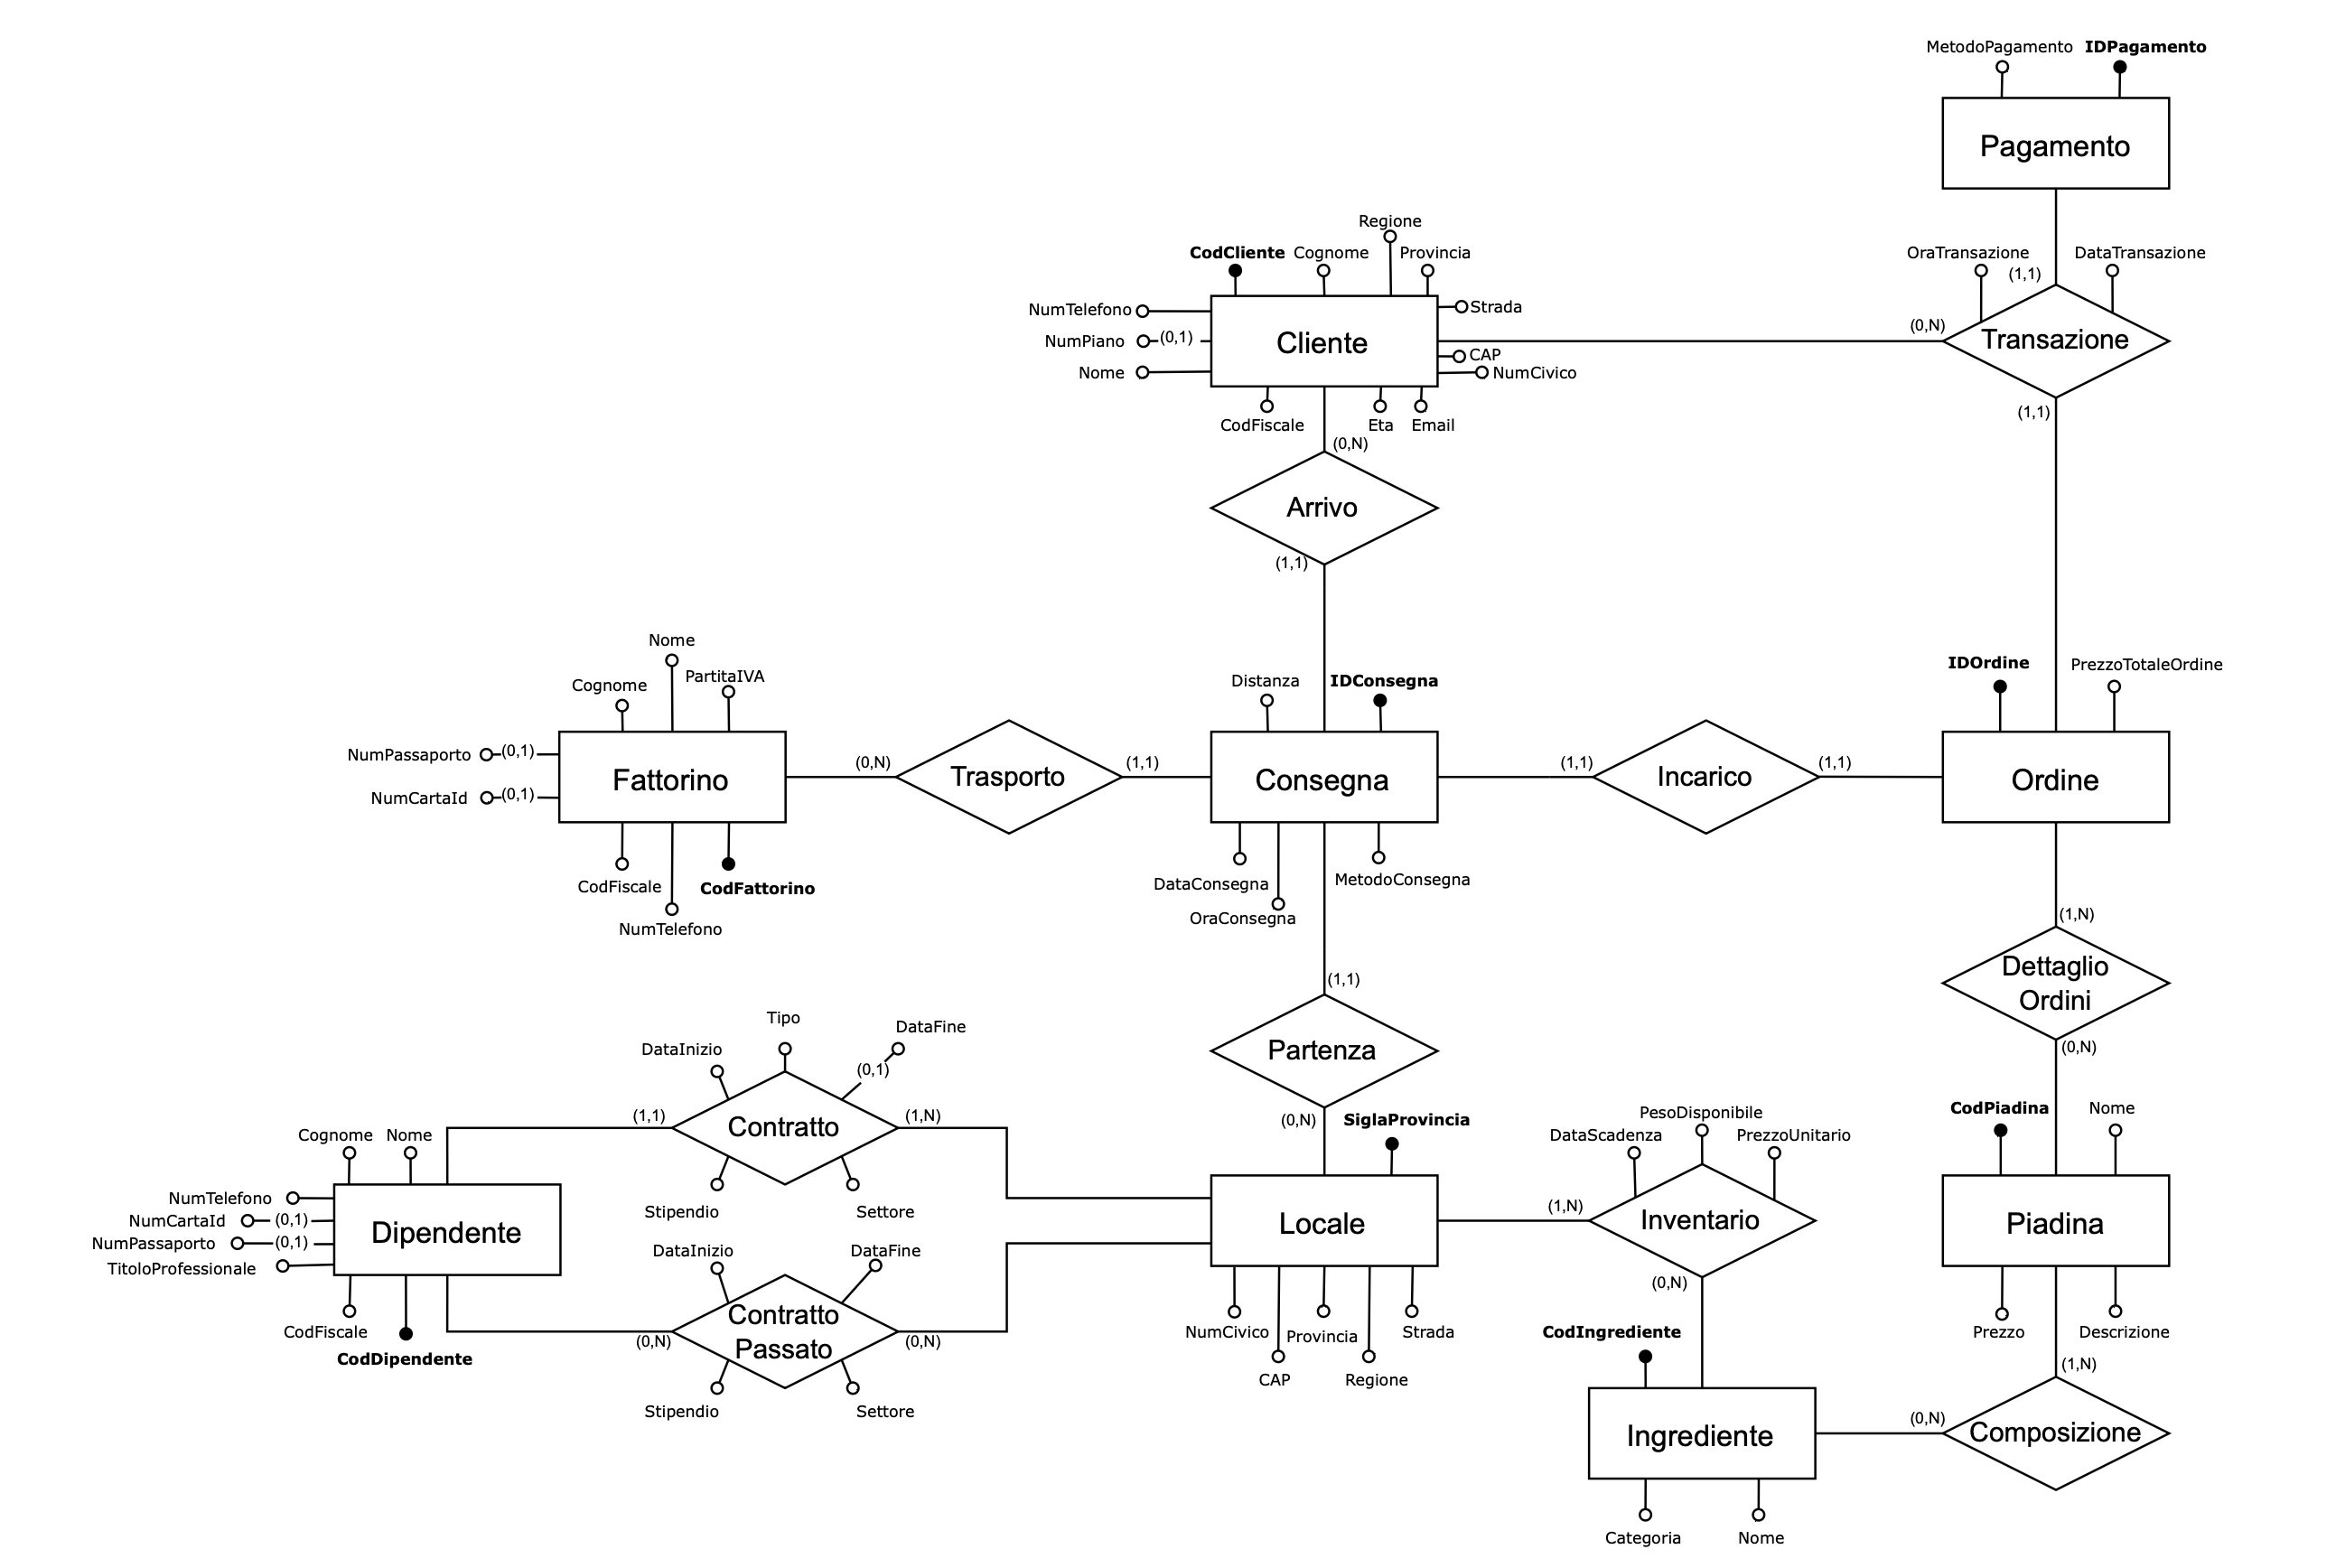 MetodoPagamento IDPagamento
Pagamento
Regione
CodCliente Cognome Provincia
OraTransazione DataTransazione
(1,1)
NumTelefono
Strada
NumPiano (0,1)
Cliente
(0,N)
Transazione
CAP
Nome
NumCivico
(1,1)
CodFiscale Eta Email
(0,N)
Arrivo
(1,1)
Nome
Cognome
PartitaIVA
Distanza IDConsegna
IDOrdine PrezzoTotaleOrdine
NumPassaporto (0,1)
NumCartaId (0,1)
Fattorino
(0,N)
Trasporto
(1,1)
Consegna
(1,1)
Incarico
(1,1)
Ordine
CodFiscale
CodFattorino
NumTelefono
DataConsegna
MetodoConsegna
OraConsegna
(1,N)
Dettaglio
Ordini
(0,N)
(1,1)
Partenza
(0,N)
Tipo
DataInizio
DataFine
(0,1)
(1,1)
Contratto
(1,N)
Stipendio
Settore
SiglaProvincia
PesoDisponibile
DataScadenza
PrezzoUnitario
CodPiadina Nome
Cognome Nome
NumTelefono
NumCartaId (0,1)
NumPassaporto (0,1)
TitoloProfessionale
Dipendente
Locale
(1,N)
Inventario
Piadina
DataInizio
DataFine
Contratto
Passato
(0,N)
(0,N)
Stipendio
Settore
CodFiscale
CodDipendente
NumCivico
Provincia
Strada
CAP
Regione
(0,N)
CodIngrediente
Prezzo
Descrizione
(1,N)
Ingrediente
(0,N)
Composizione
Categoria
Nome